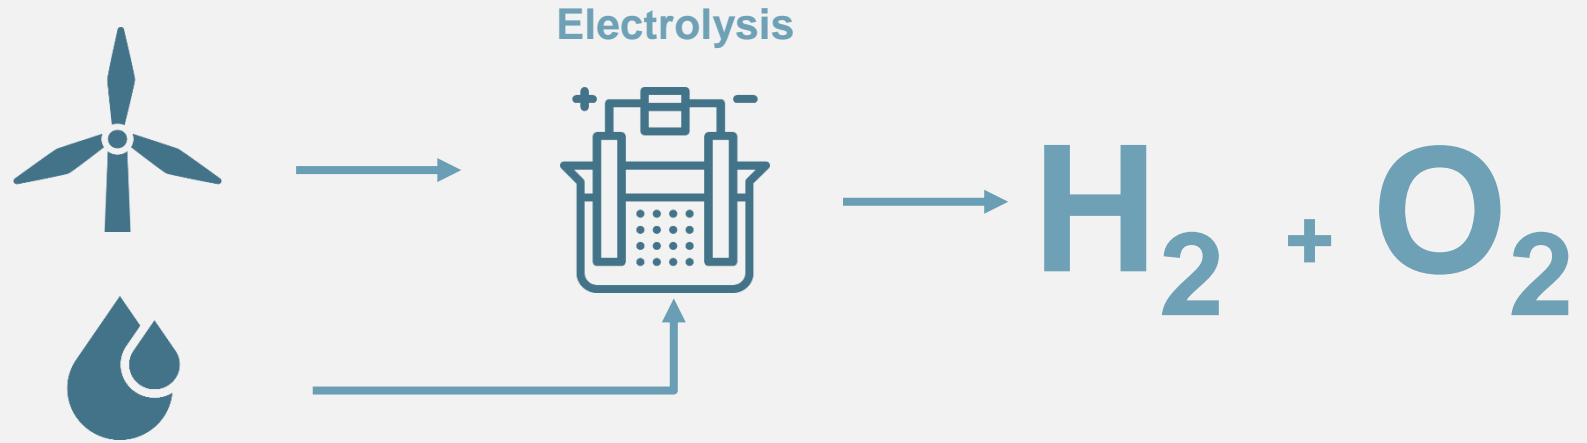 Electrolysis
+ −
H₂ + O₂